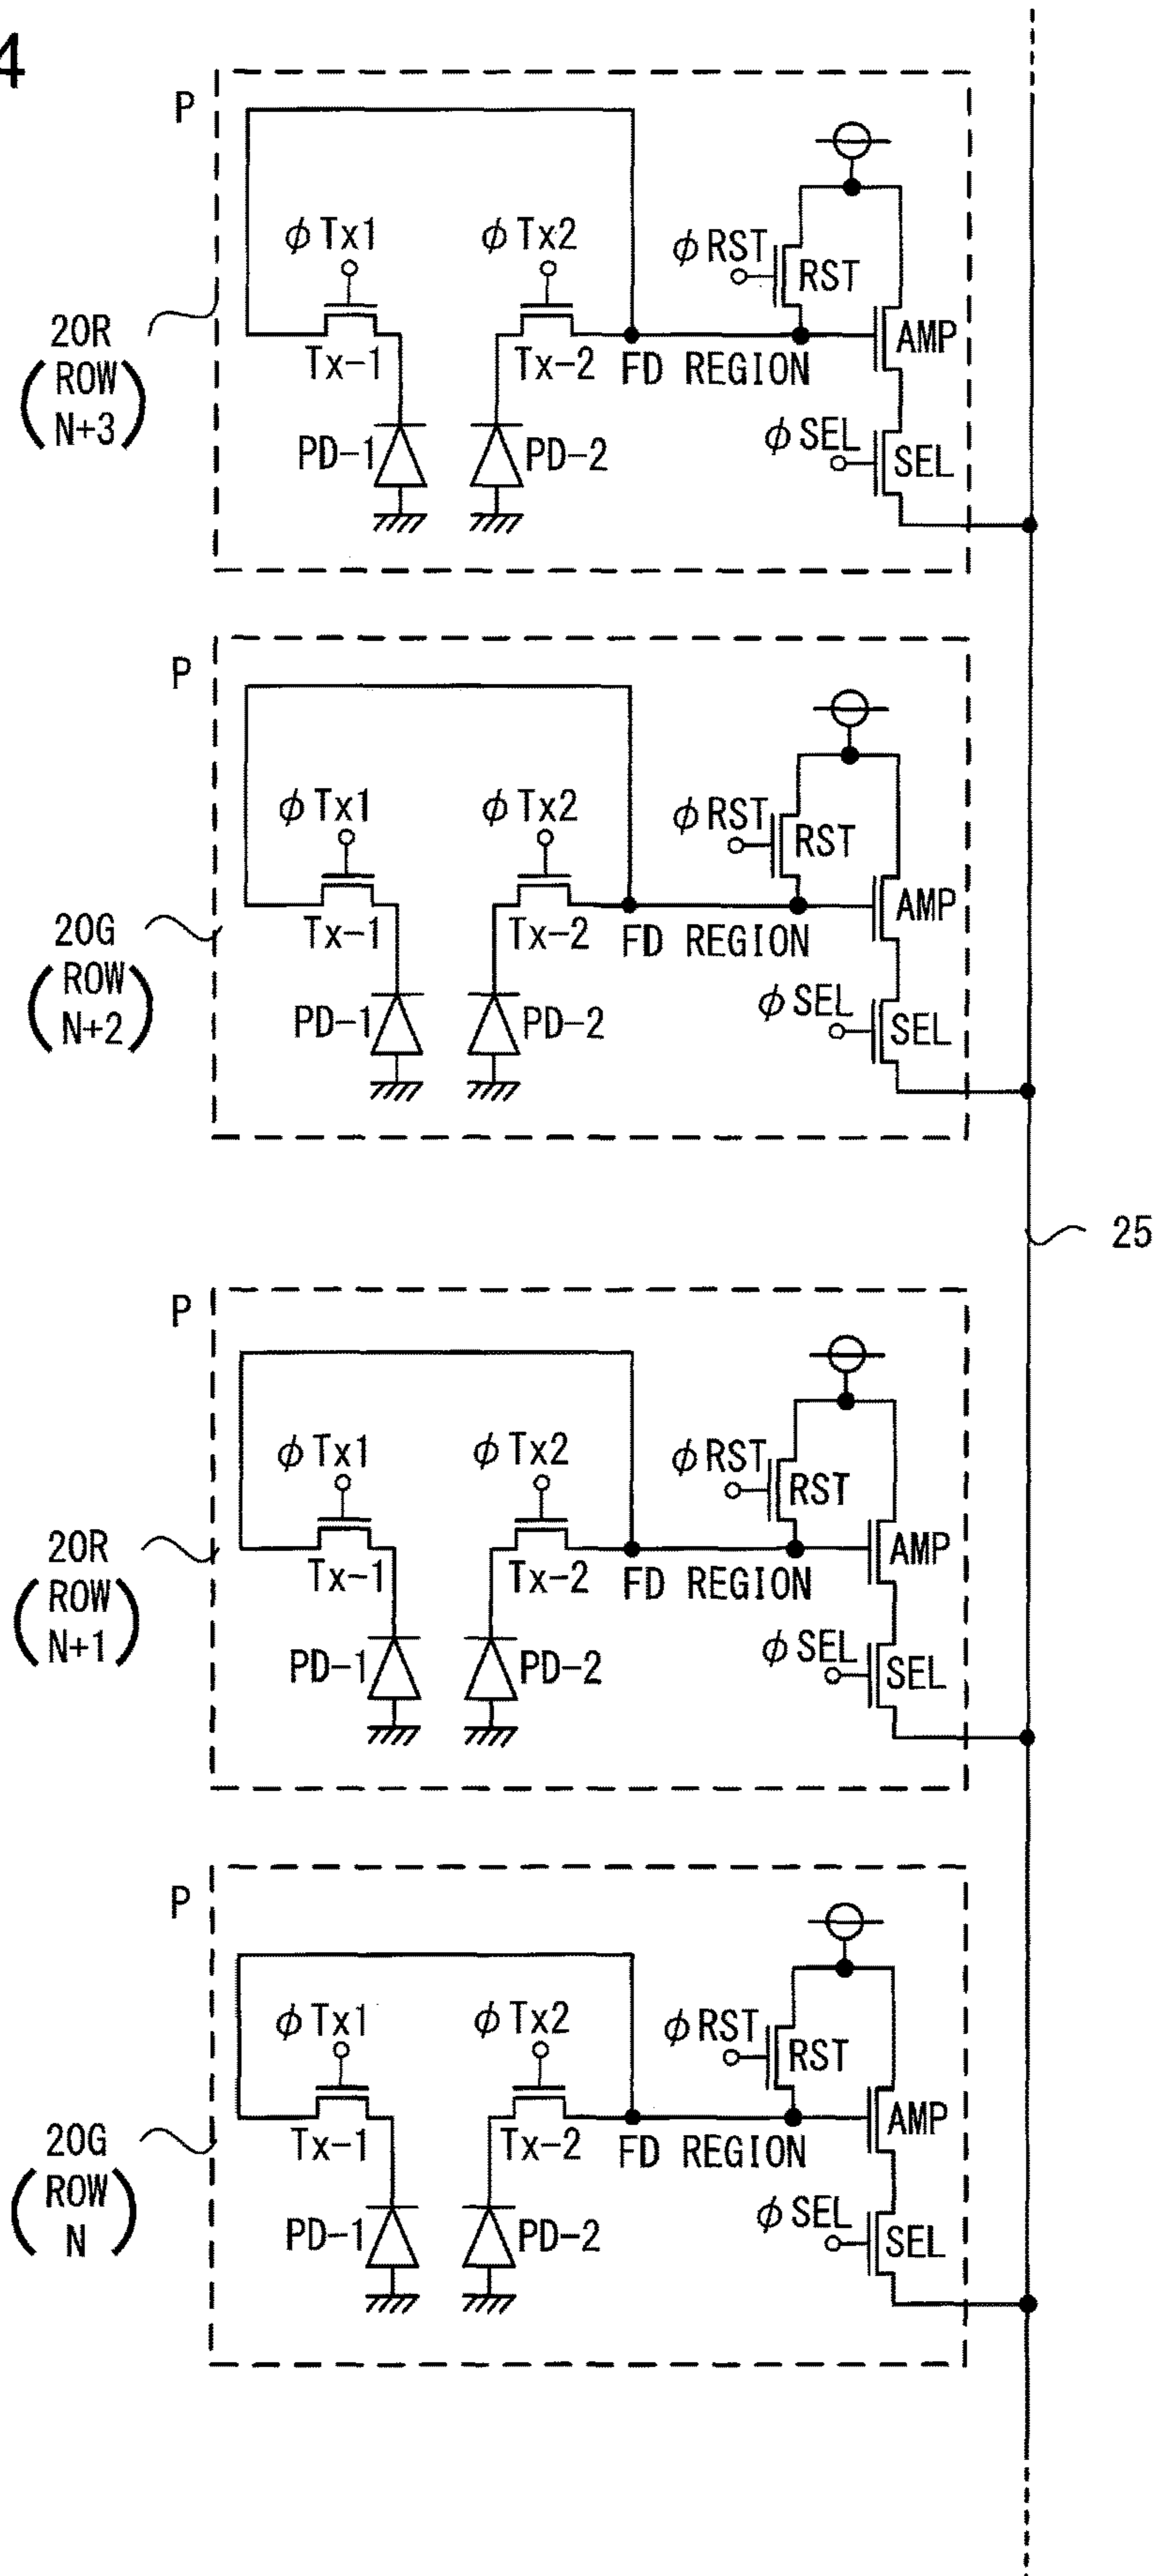 4
P
φTx1
φTx2
φRST
RST
20R
(ROW N+3)
Tx-1
Tx-2
FD REGION
AMP
PD-1
PD-2
φSEL
SEL
P
φTx1
φTx2
φRST
RST
20G
(ROW N+2)
Tx-1
Tx-2
FD REGION
AMP
PD-1
PD-2
φSEL
SEL
25
P
φTx1
φTx2
φRST
RST
20R
(ROW N+1)
Tx-1
Tx-2
FD REGION
AMP
PD-1
PD-2
φSEL
SEL
P
φTx1
φTx2
φRST
RST
20G
(ROW N)
Tx-1
Tx-2
FD REGION
AMP
PD-1
PD-2
φSEL
SEL